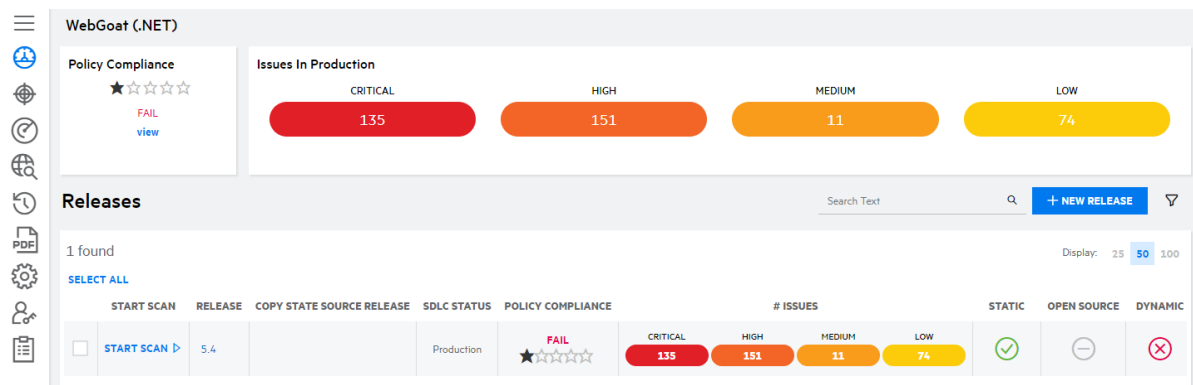 WebGoat (.NET)
Policy Compliance
FAIL
view
Issues In Production
CRITICAL HIGH MEDIUM LOW
135 151 11 74
Releases
Search Text
+ NEW RELEASE
1 found
Display: 25 50 100
SELECT ALL
START SCAN RELEASE COPY STATE SOURCE RELEASE SDLC STATUS POLICY COMPLIANCE # ISSUES STATIC OPEN SOURCE DYNAMIC
CRITICAL HIGH MEDIUM LOW
START SCAN 5.4 Production FAIL 135 151 11 74
PDF